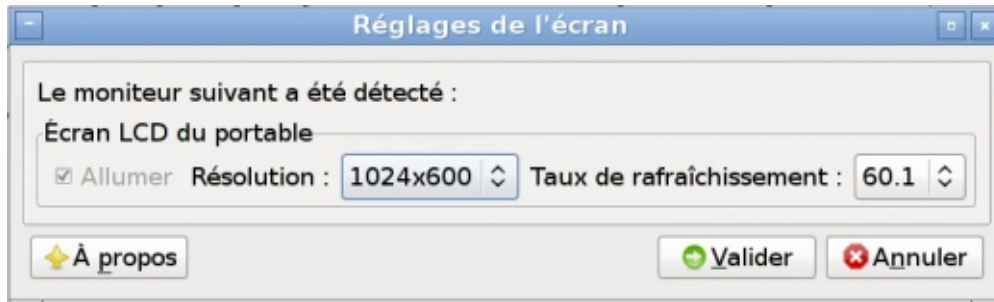 Réglages de l'écran
Le moniteur suivant a été détecté :
Écran LCD du portable
Allumer Résolution : 1024x600 Taux de rafraîchissement : 60.1
À propos Valider Annuler